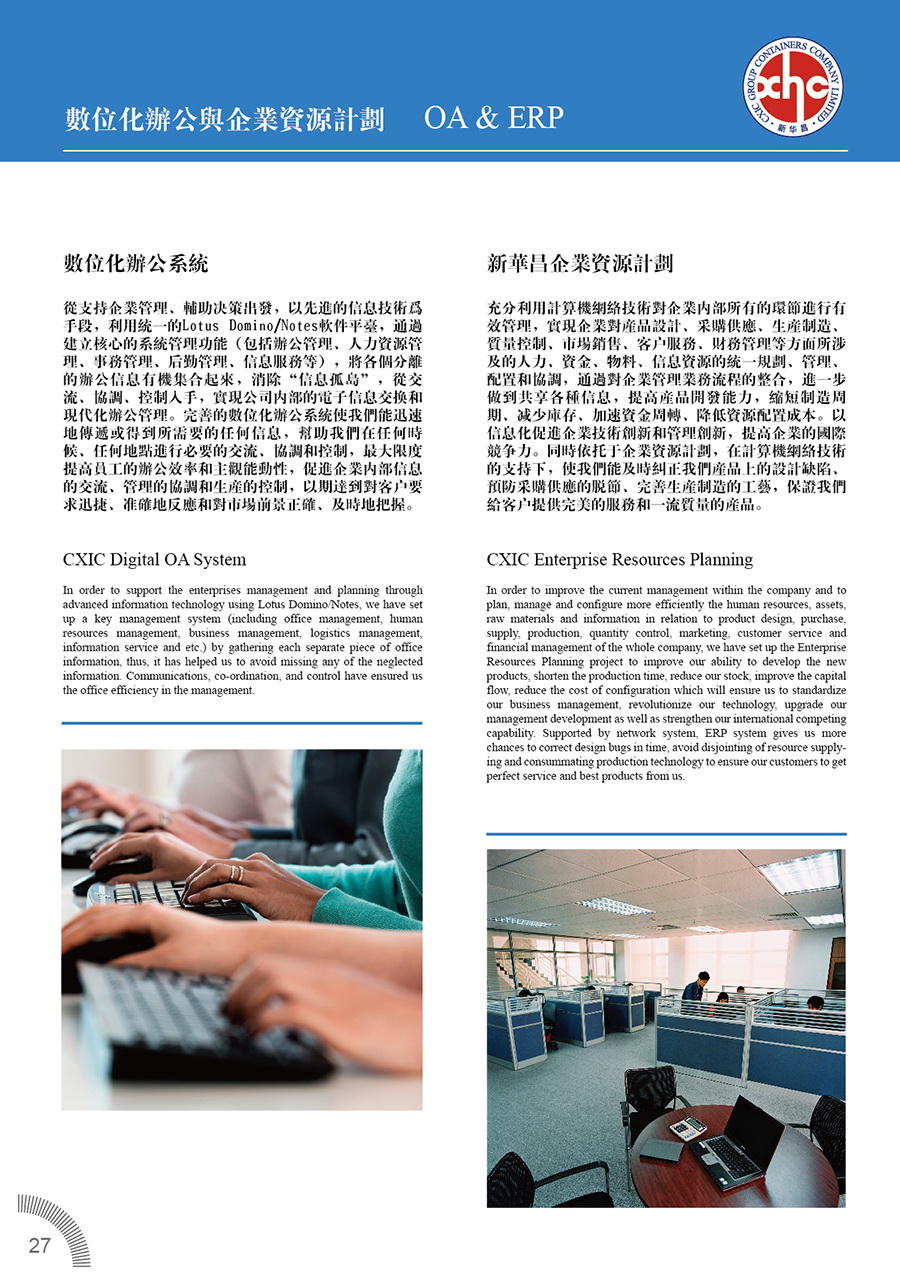 數位化辦公與企業資源計劃 OA & ERP
CXIC GROUP CONTAINERS COMPANY LIMITED
xhc
·新华昌·
數位化辦公系統
從支持企業管理、輔助决策出發，以先進的信息技術爲
手段，利用統一的Lotus Domino/Notes軟件平臺，通過
建立核心的系統管理功能（包括辦公管理、人力資源管
理、事務管理、后勤管理、信息服務等），將各個分離
的辦公信息有機集合起來，消除“信息孤島”，從交
流、協調、控制人手，實現公司内部的電子信息交換和
現代化辦公管理。完善的數位化辦公系統使我們能迅速
地傳遞或得到所需要的任何信息，幫助我們在任何時
候、任何地點進行必要的交流、協調和控制，最大限度
提高員工的辦公效率和主觀能動性，促進企業内部信息
的交流、管理的協調和生産的控制，以期達到對客户要
求迅捷、准確地反應和對市場前景正確、及時地把握。
CXIC Digital OA System
In order to support the enterprises management and planning through
advanced information technology using Lotus Domino/Notes, we have set
up a key management system (including office management, human
resources management, business management, logistics management,
information service and etc.) by gathering each separate piece of office
information, thus, it has helped us to avoid missing any of the neglected
information. Communications, co-ordination, and control have ensured us
the office efficiency in the management.
新華昌企業資源計劃
充分利用計算機網絡技術對企業内部所有的環節進行有
效管理，實現企業對產品設計、采購供應、生産制造、
質量控制、市場銷售、客户服務、財務管理等方面所涉
及的人力、資金、物料、信息資源的統一規劃、管理、
配置和協調，通過對企業管理業務流程的整合，進一步
做到共享各種信息，提高産品開發能力，縮短制造周
期、减少庫存、加速資金周轉、降低資源配置成本。以
信息化促進企業技術創新和管理創新，提高企業的國際
競争力。同時依托于企業資源計劃，在計算機網絡技術
的支持下，使我們能及時糾正我們產品上的設計缺陷、
預防采購供應的脱節、完善生産制造的工藝，保證我們
給客户提供完美的服務和一流質量的産品。
CXIC Enterprise Resources Planning
In order to improve the current management within the company and to
plan, manage and configure more efficiently the human resources, assets,
raw materials and information in relation to product design, purchase,
supply, production, quantity control, marketing, customer service and
financial management of the whole company, we have set up the Enterprise
Resources Planning project to improve our ability to develop the new
products, shorten the production time, reduce our stock, improve the capital
flow, reduce the cost of configuration which will ensure us to standardize
our business management, revolutionize our technology, upgrade our
management development as well as strengthen our international competing
capability. Supported by network system, ERP system gives us more
chances to correct design bugs in time, avoid disjointing of resource supply-
ing and consummating production technology to ensure our customers to get
perfect service and best products from us.
27